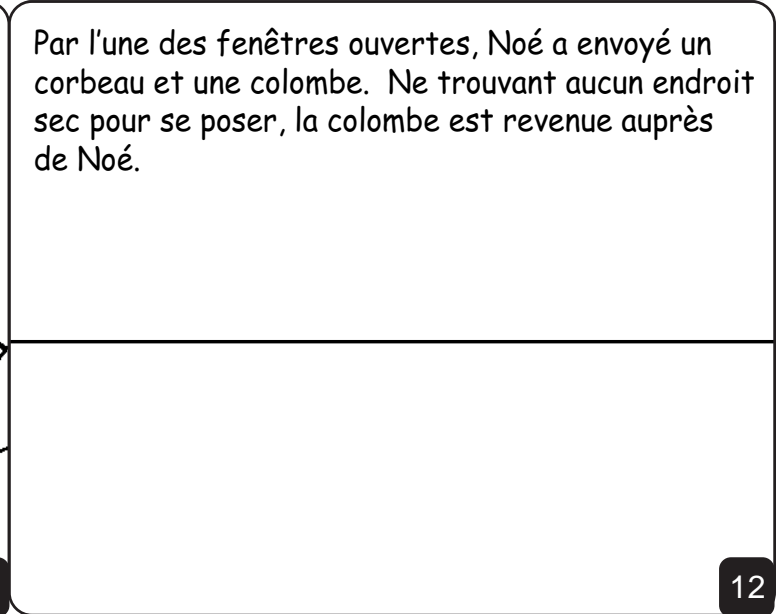 Par l'une des fenêtres ouvertes, Noé a envoyé un
corbeau et une colombe.  Ne trouvant aucun endroit
sec pour se poser, la colombe est revenue auprès
de Noé.
12